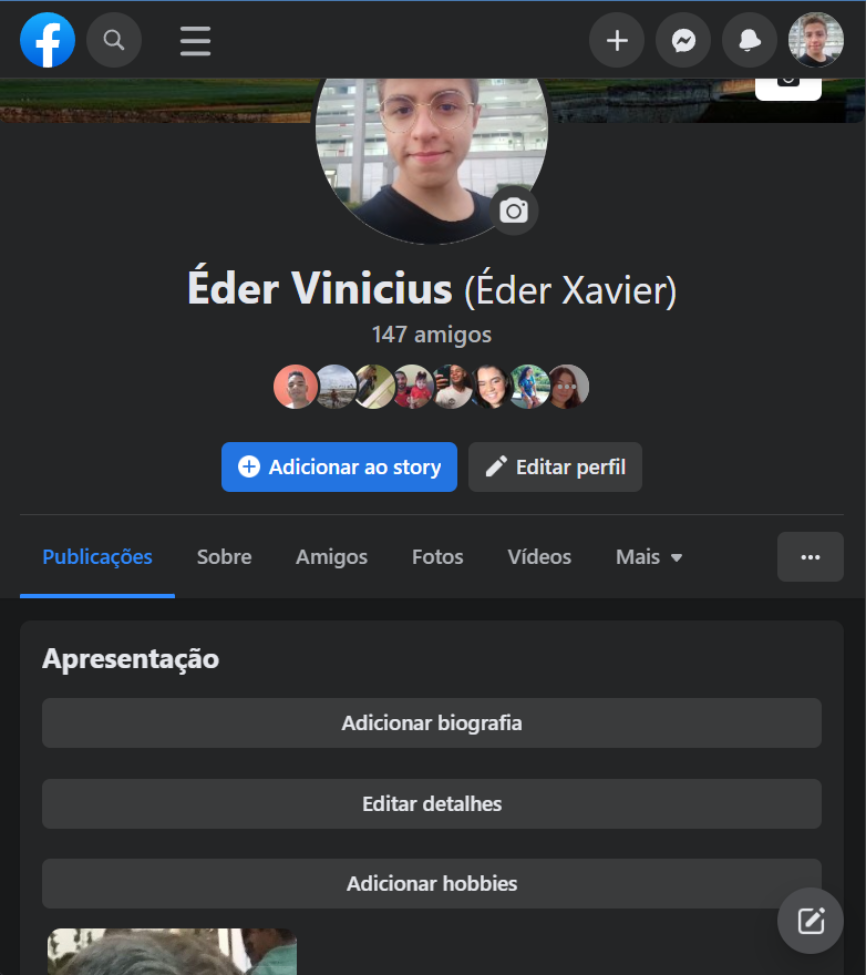 Éder Vinicius (Éder Xavier)
147 amigos
Adicionar ao story
Editar perfil
Publicações Sobre Amigos Fotos Vídeos Mais
Apresentação
Adicionar biografia
Editar detalhes
Adicionar hobbies